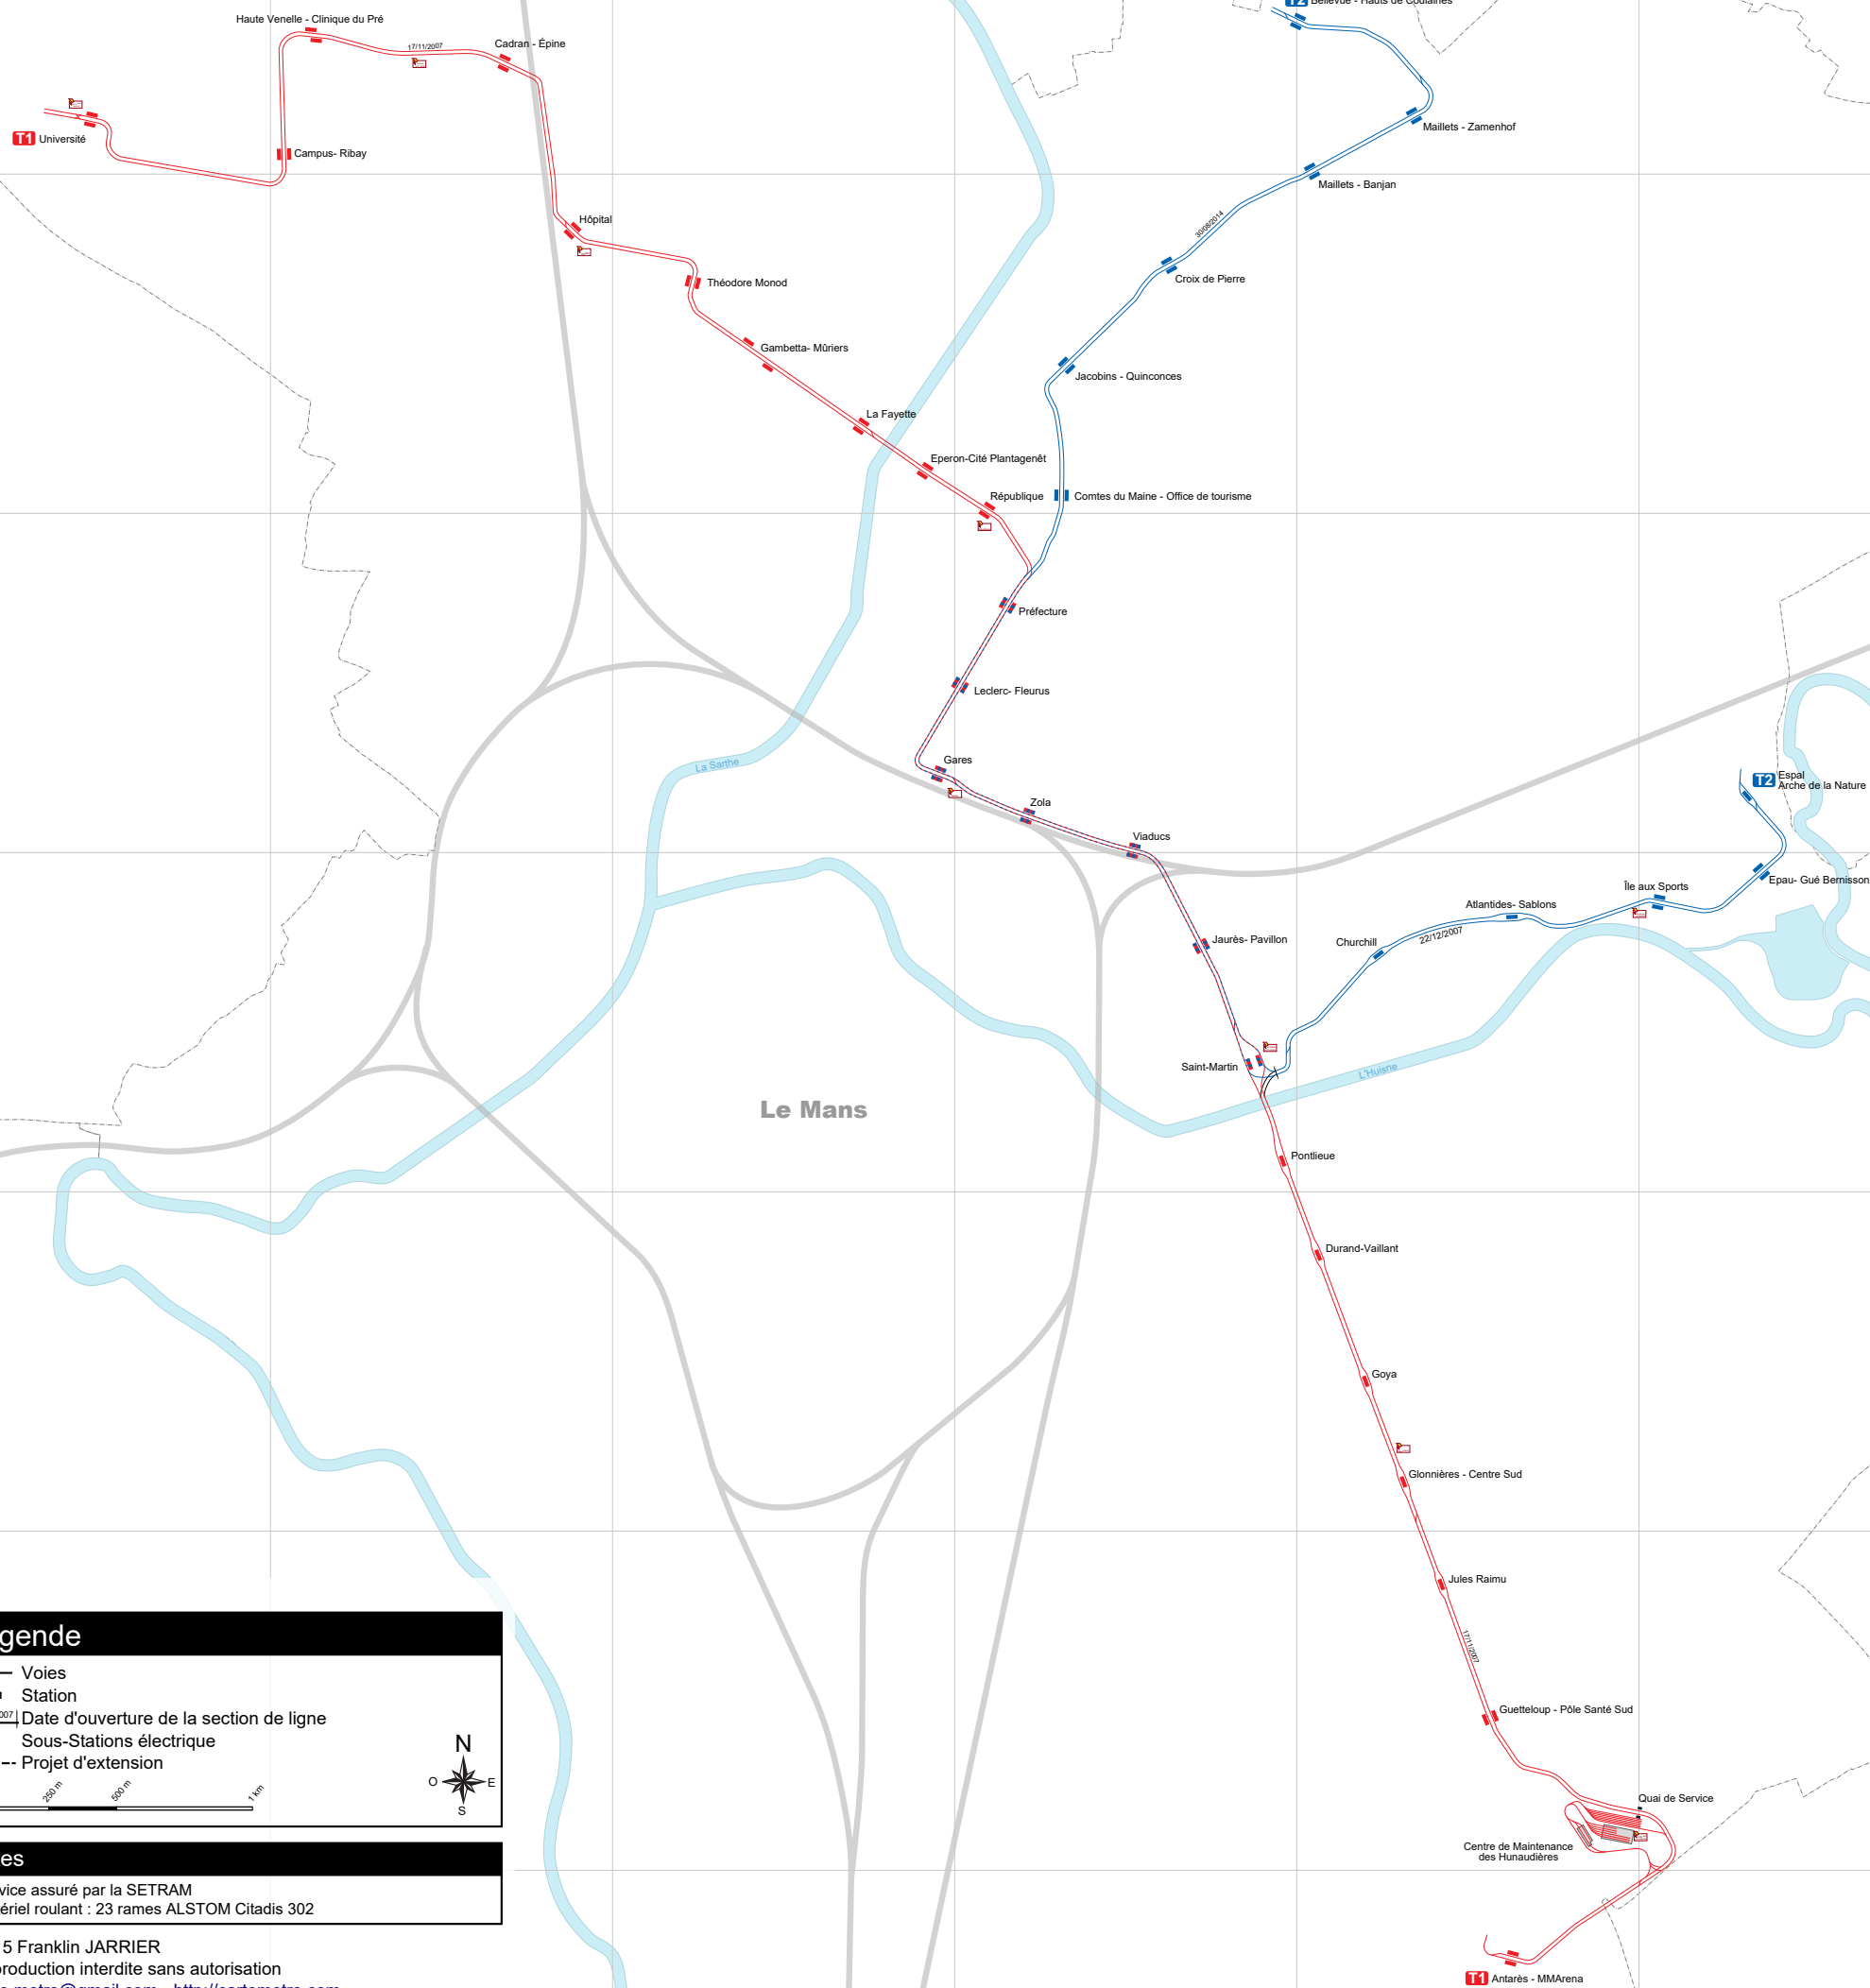 T2 Bellevue - Hauts de Coulaines
Haute Venelle - Clinique du Pré
17/11/2007
Cadran - Épine
T1 Université
Campus- Ribay
Maillets - Zamenhof
Maillets - Banjan
Hôpital
30/08/2014
Théodore Monod
Croix de Pierre
Gambetta- Mûriers
Jacobins - Quinconces
La Fayette
Eperon-Cité Plantagenêt
République
Comtes du Maine - Office de tourisme
Préfecture
Leclerc- Fleurus
Gares
La Sarthe
Zola
T2 Espal
Arche de la Nature
Viaducs
Epau- Gué Bernisson
Île aux Sports
Atlantides- Sablons
22/12/2007
Churchill
Jaurès- Pavillon
Saint-Martin
L'Huisne
Le Mans
Pontlieue
Durand-Vaillant
Goya
Glonnières - Centre Sud
Jules Raimu
17/11/2007
Guetteloup - Pôle Santé Sud
Quai de Service
Centre de Maintenance
des Hunaudières
T1 Antarès - MMArena
gende
Voies
Station
007 Date d'ouverture de la section de ligne
Sous-Stations électrique
Projet d'extension
250 m
500 m
1 km
N
O
E
S
es
vice assuré par la SETRAM
ériel roulant : 23 rames ALSTOM Citadis 302
5 Franklin JARRIER
production interdite sans autorisation